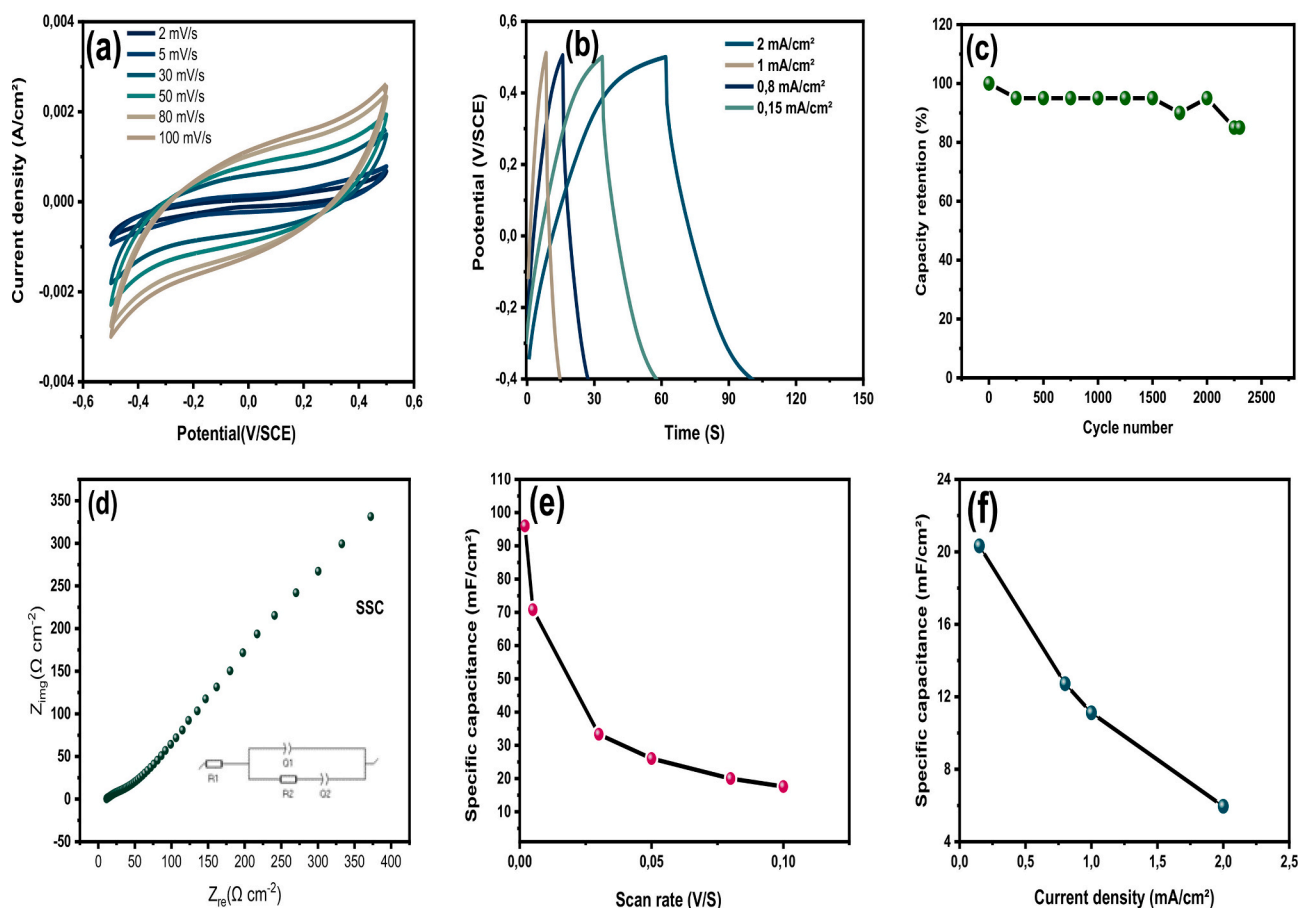 (a)
2 mV/s
5 mV/s
30 mV/s
50 mV/s
80 mV/s
100 mV/s
Current density (A/cm²)
0,004
0,002
0,000
-0,002
-0,004
-0,6 -0,4 -0,2 0,0 0,2 0,4 0,6
Potential(V/SCE)
(b)
2 mA/cm²
1 mA/cm²
0,8 mA/cm²
0,15 mA/cm²
Pootential (V/SCE)
0,6
0,4
0,2
0,0
-0,2
-0,4
0 30 60 90 120 150
Time (S)
(c)
Capacity retention (%)
120
100
80
60
40
20
0
0 500 1000 1500 2000 2500
Cycle number
(d)
SSC
R1
Q1
R2
Q2
Zimg(Ω cm-2)
350
300
250
200
150
100
50
0
-50
0 50 100 150 200 250 300 350 400
Zre(Ω cm-2)
(e)
Specific capacitance (mF/cm²)
110
100
90
80
70
60
50
40
30
20
10
0,00 0,05 0,10
Scan rate (V/S)
(f)
Specific capacitance (mF/cm²)
24
20
16
12
8
4
0,0 0,5 1,0 1,5 2,0 2,5
Current density (mA/cm²)